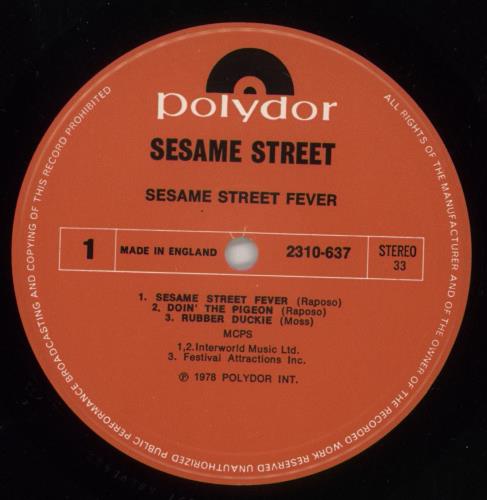 polydor
SESAME STREET
SESAME STREET FEVER
1 MADE IN ENGLAND 2310-637 STEREO 33
1. SESAME STREET FEVER (Raposo)
2. DOIN' THE PIGEON (Raposo)
3. RUBBER DUCKIE (Moss)
MCPS
1,2. Interworld Music Ltd.
3. Festival Attractions Inc.
℗ 1978 POLYDOR INT.
ALL RIGHTS OF THE MANUFACTURER AND OF THE OWNER OF THE RECORDED WORK RESERVED UNAUTHORIZED PUBLIC PERFORMANCE BROADCASTING AND COPYING OF THIS RECORD PROHIBITED